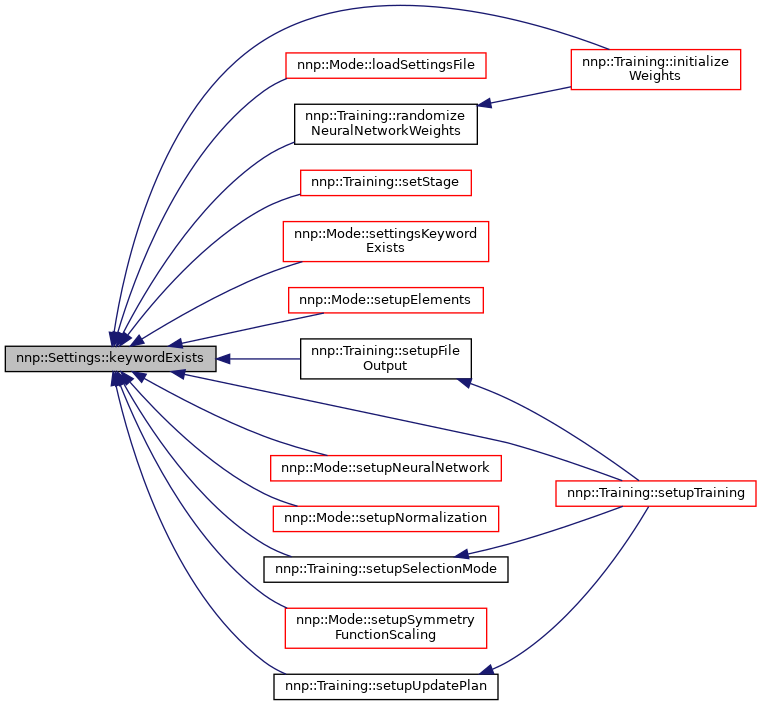 nnp::Training::initialize
Weights
nnp::Mode::loadSettingsFile
nnp::Training::randomize
NeuralNetworkWeights
nnp::Training::setStage
nnp::Mode::settingsKeyword
Exists
nnp::Mode::setupElements
nnp::Settings::keywordExists
nnp::Training::setupFile
Output
nnp::Mode::setupNeuralNetwork
nnp::Training::setupTraining
nnp::Mode::setupNormalization
nnp::Training::setupSelectionMode
nnp::Mode::setupSymmetry
FunctionScaling
nnp::Training::setupUpdatePlan